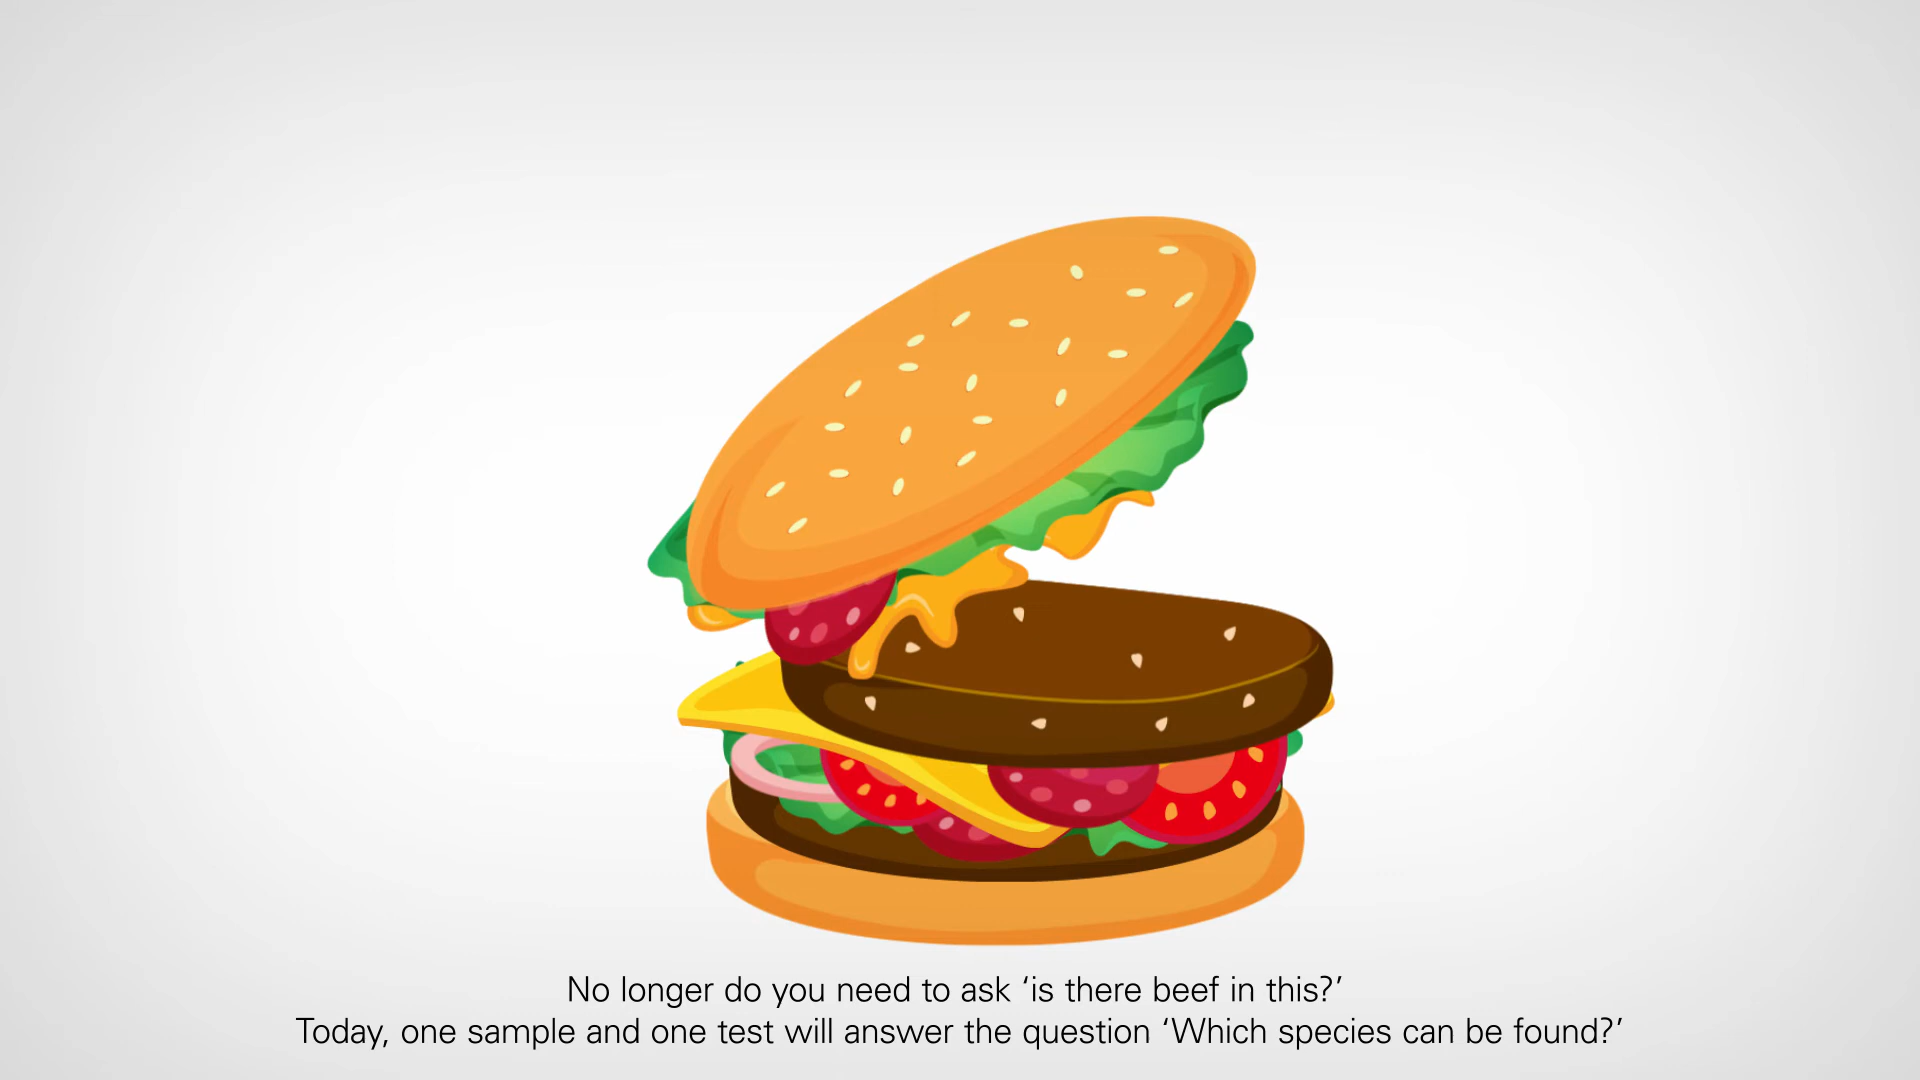 No longer do you need to ask ‘is there beef in this?’
Today, one sample and one test will answer the question ‘Which species can be found?’